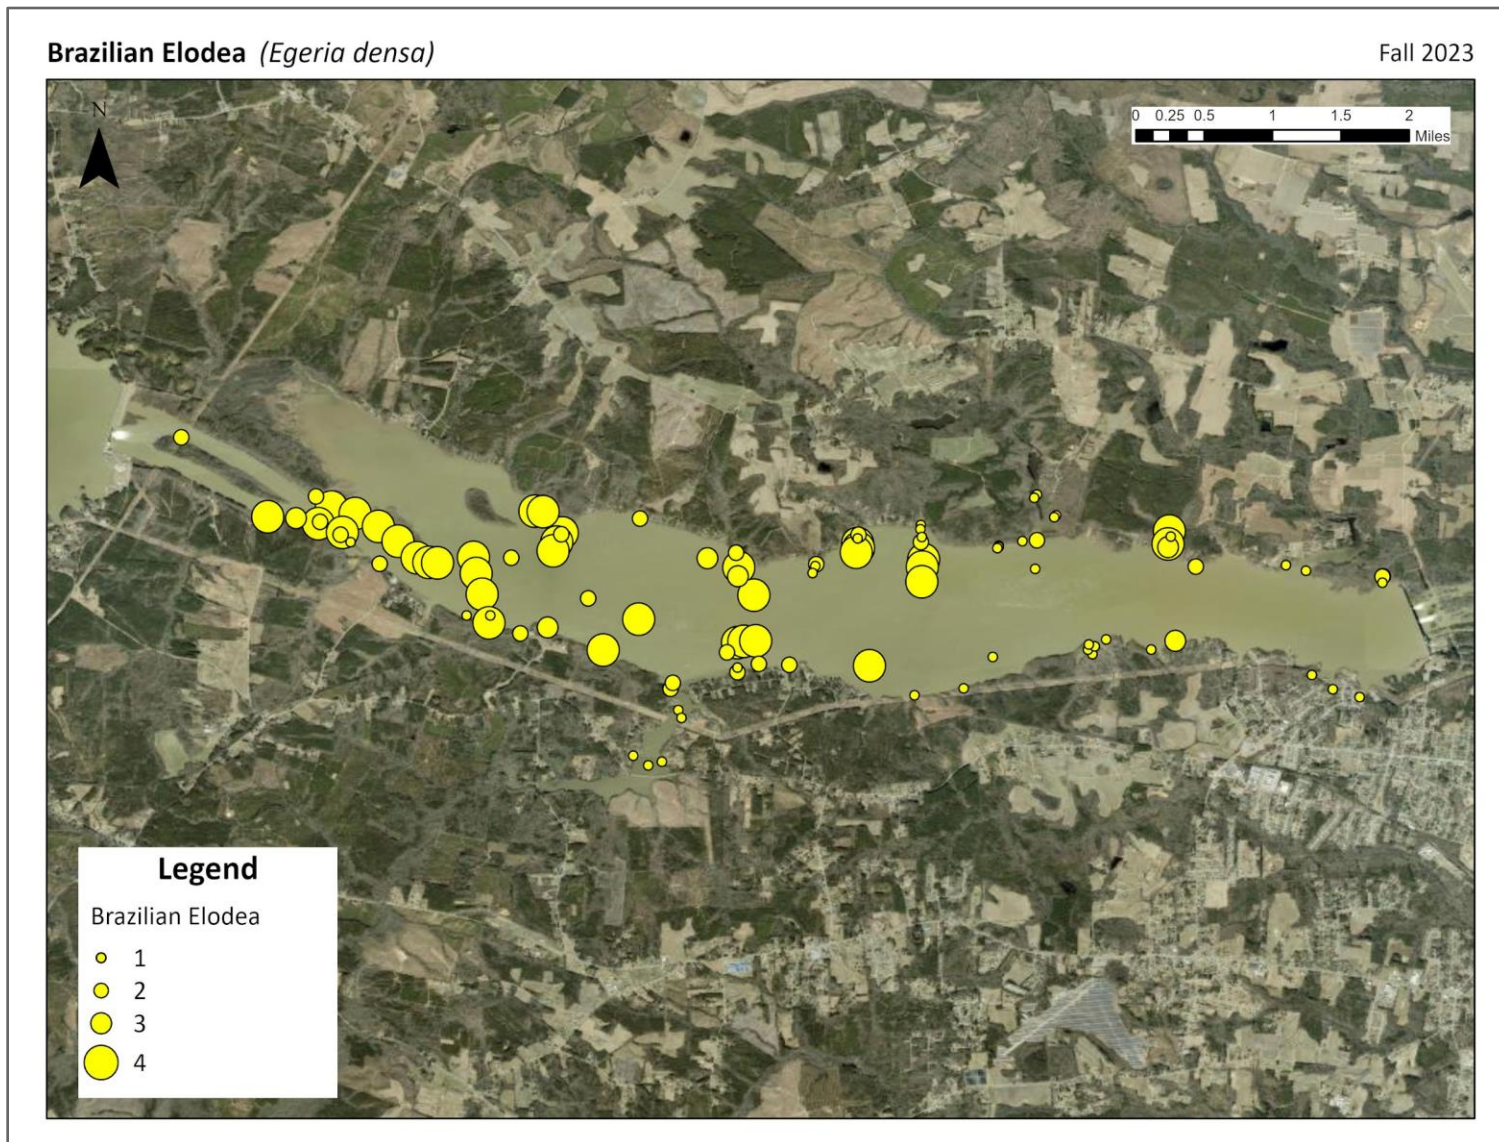 Brazilian Elodea (Egeria densa)
Fall 2023
N
0 0.25 0.5 1 1.5 2
Miles
Legend
Brazilian Elodea
1
2
3
4